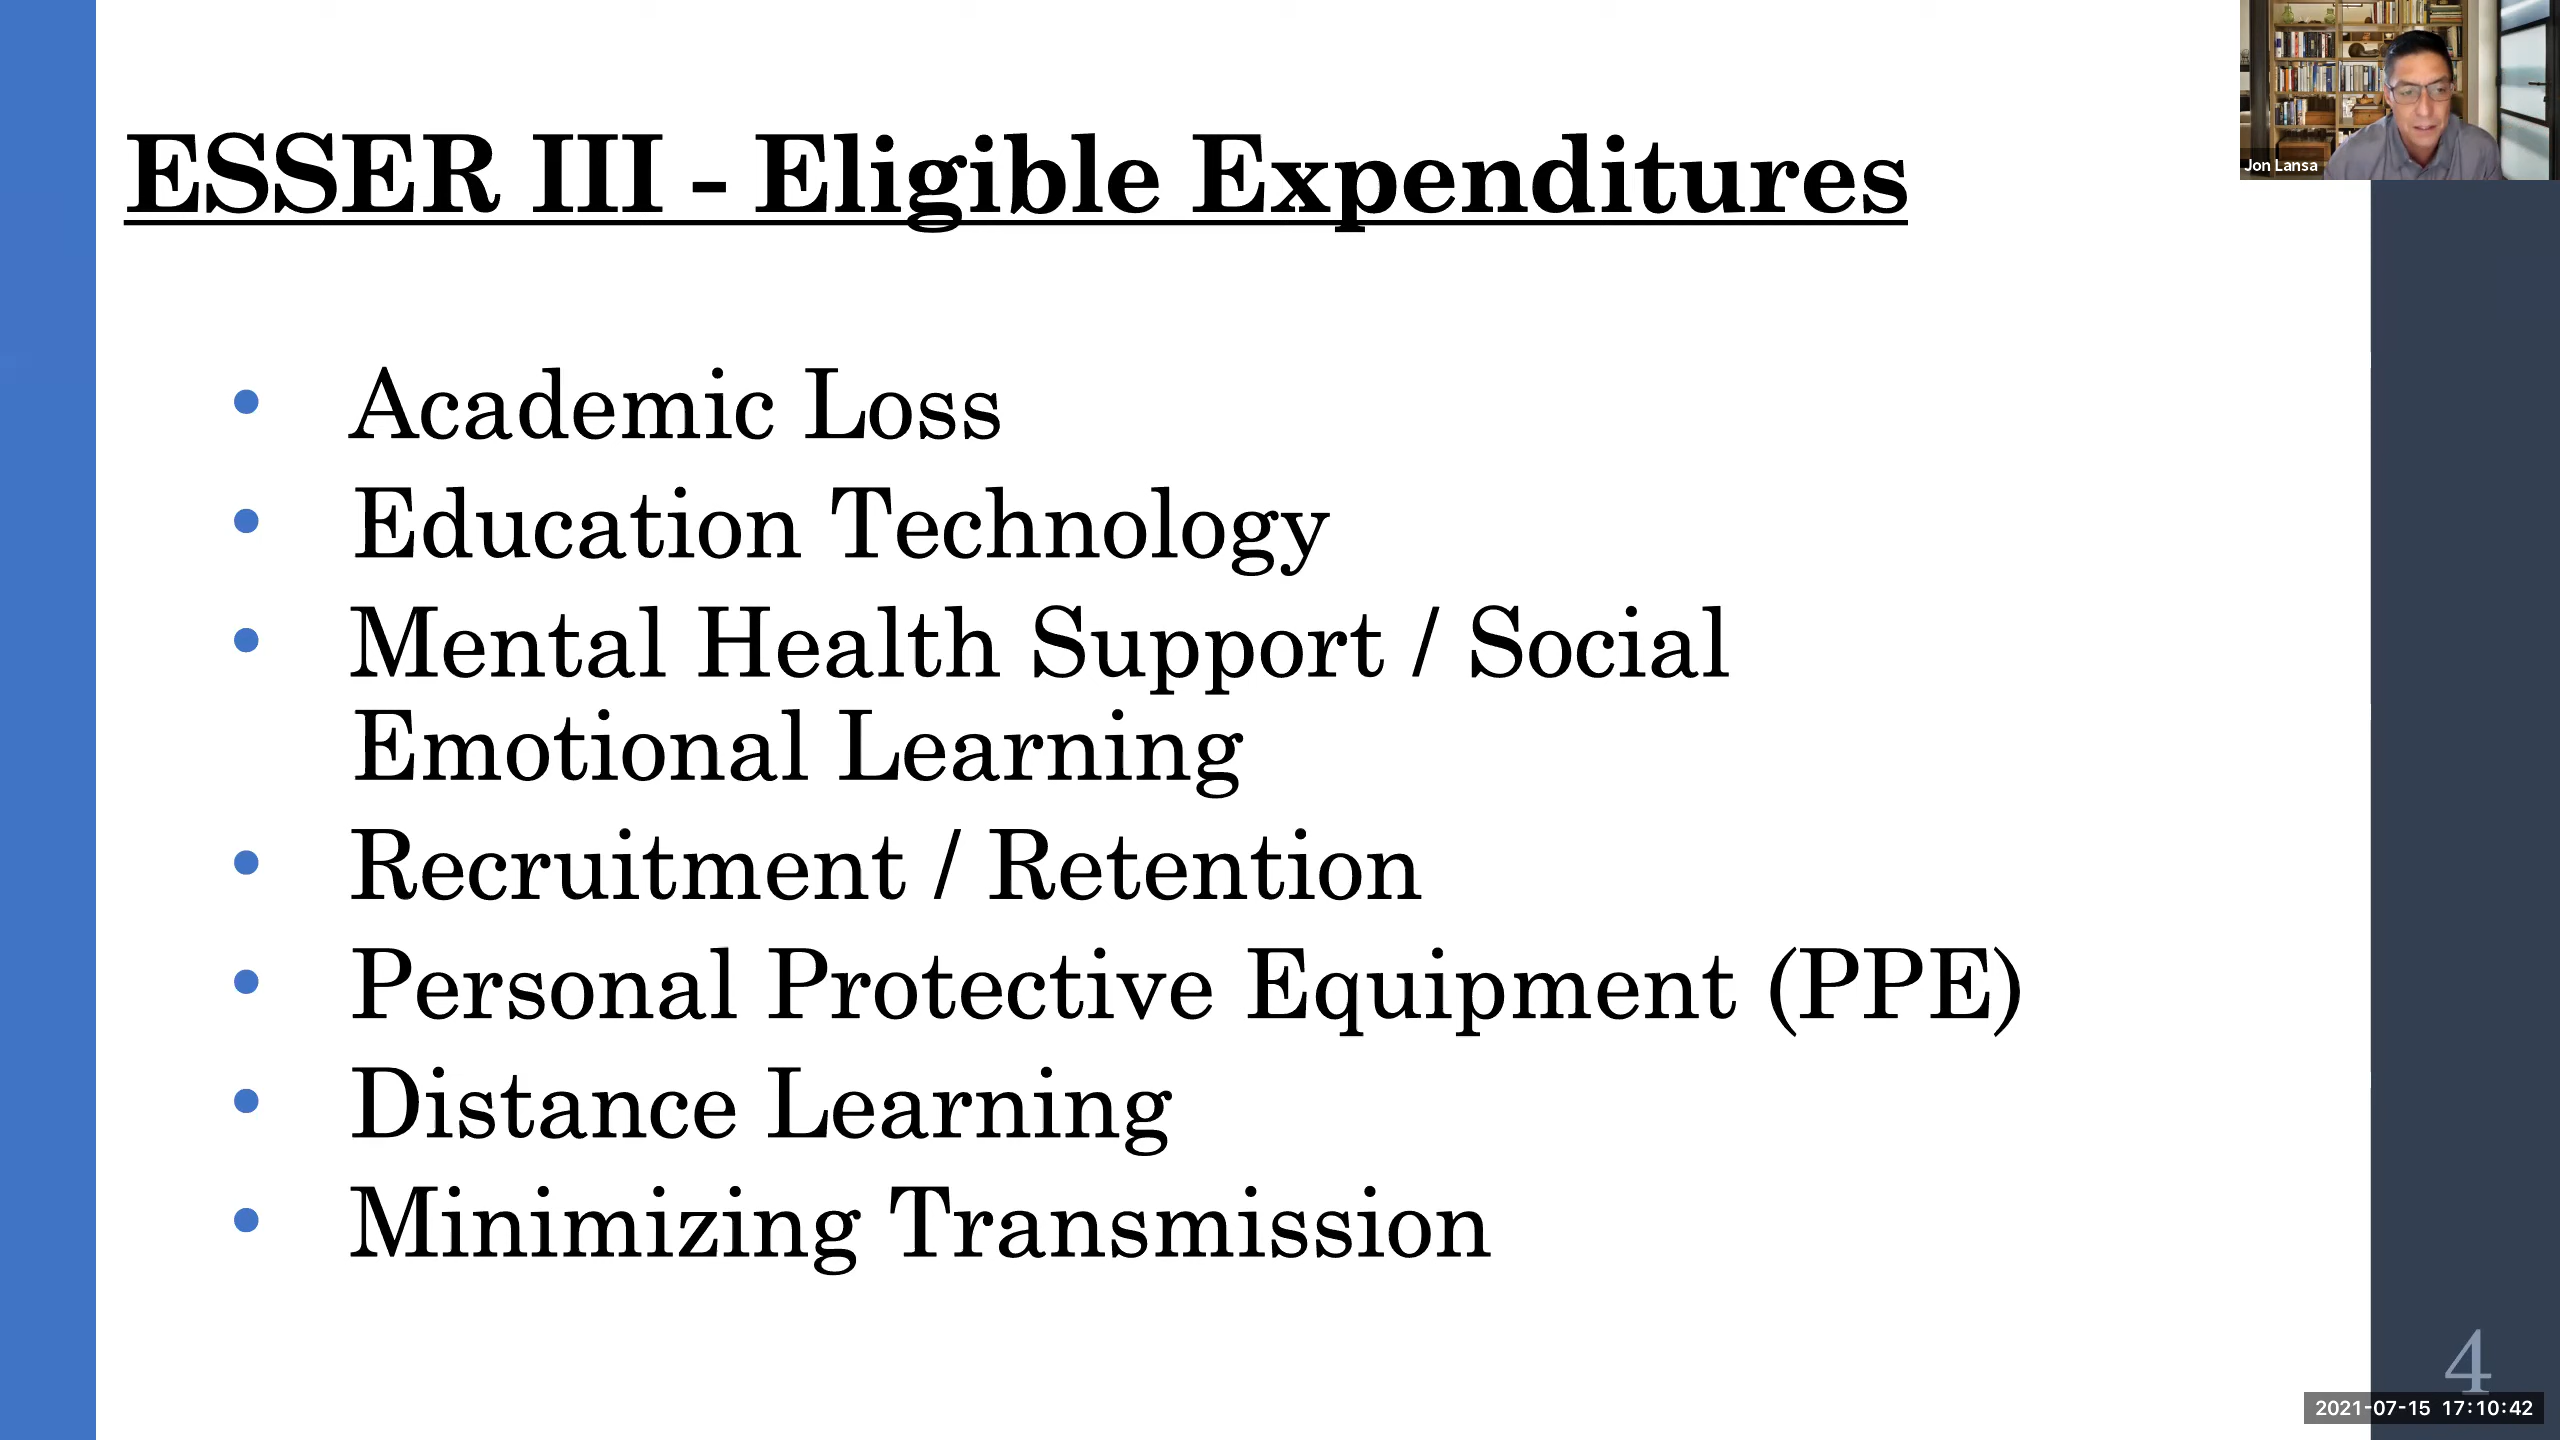 ESSER III - Eligible Expenditures
Jon Lansa
• Academic Loss
• Education Technology
• Mental Health Support / Social
Emotional Learning
• Recruitment / Retention
• Personal Protective Equipment (PPE)
• Distance Learning
• Minimizing Transmission
4
2021-07-15 17:10:42